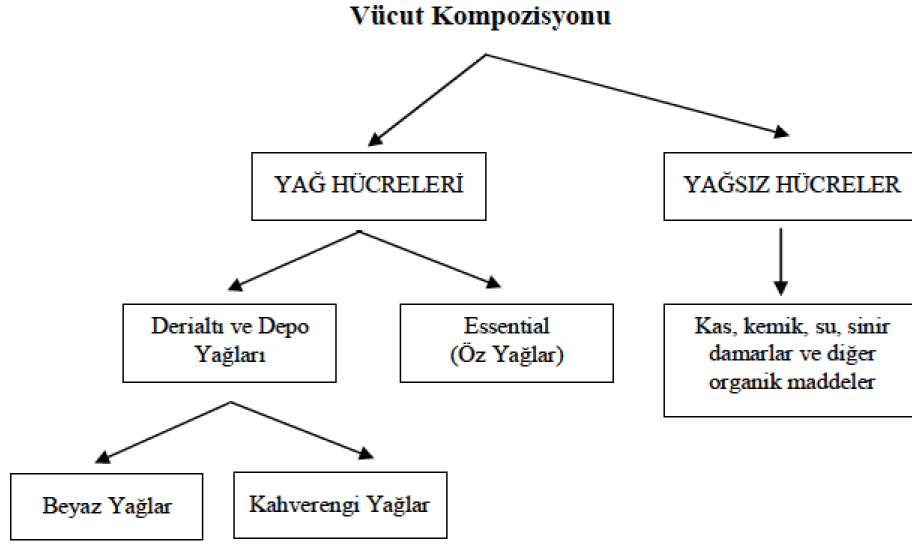 Vücut Kompozisyonu
YAĞ HÜCRELERİ
YAĞSIZ HÜCRELER
Derialtı ve Depo
Yağları
Essential
(Öz Yağlar)
Kas, kemik, su, sinir
damarlar ve diğer
organik maddeler
Beyaz Yağlar
Kahverengi Yağlar